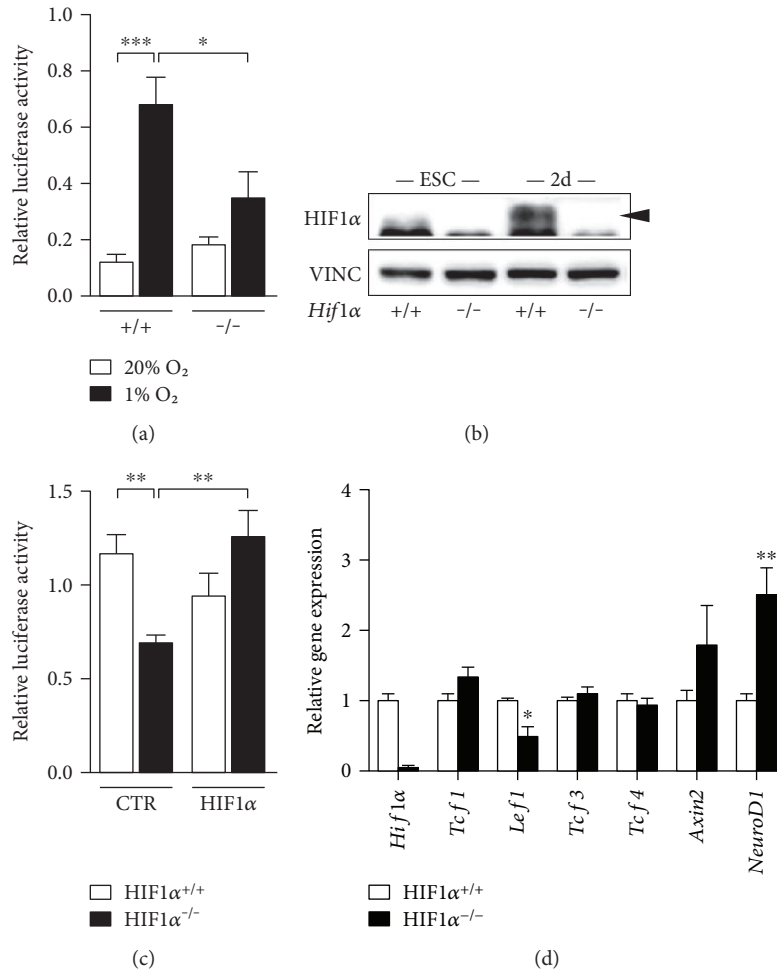 Relative luciferase activity
1.0
0.8
0.6
0.4
0.2
0.0
***
*
+/+
-/-
20% O₂
1% O₂
(a)
— ESC — — 2d —
HIF1α
VINC
Hif1α +/+ -/- +/+ -/-
(b)
Relative luciferase activity
1.5
1.0
0.5
0.0
**
**
CTR
HIF1α
HIF1α⁺/⁺
HIF1α⁻/⁻
(c)
Relative gene expression
4
3
2
1
0
*
**
Hif1α
Tcf1
Lef1
Tcf3
Tcf4
Axin2
NeuroD1
HIF1α⁺/⁺
HIF1α⁻/⁻
(d)